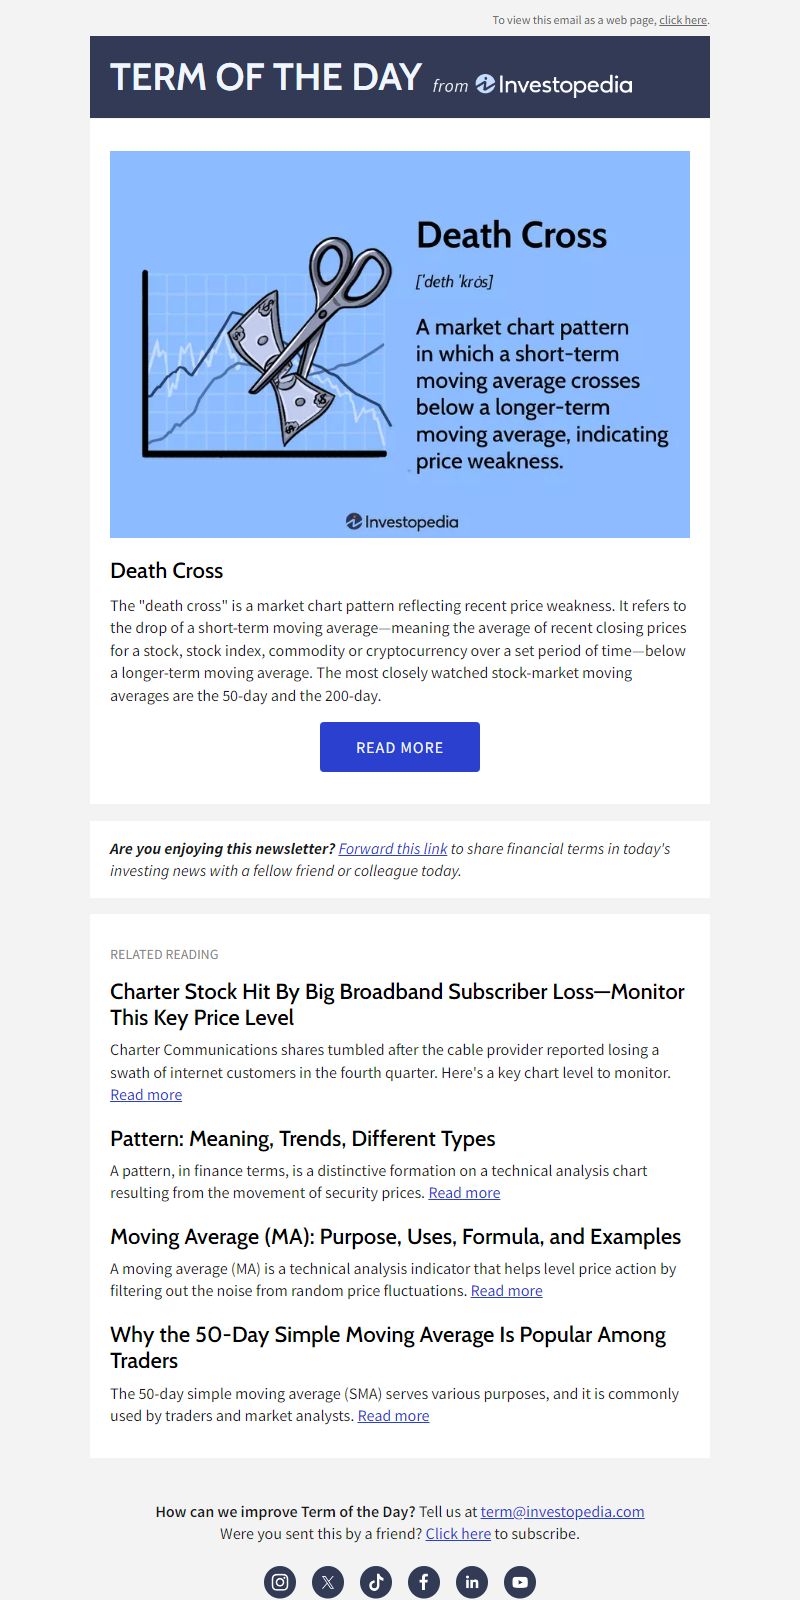 To view this email as a web page, click here.
TERM OF THE DAY from Investopedia
Death Cross
['deth 'krȯs]
A market chart pattern
in which a short-term
moving average crosses
below a longer-term
moving average, indicating
price weakness.
Investopedia
Death Cross
The "death cross" is a market chart pattern reflecting recent price weakness. It refers to
the drop of a short-term moving average—meaning the average of recent closing prices
for a stock, stock index, commodity or cryptocurrency over a set period of time—below
a longer-term moving average. The most closely watched stock-market moving
averages are the 50-day and the 200-day.
READ MORE
Are you enjoying this newsletter? Forward this link to share financial terms in today's
investing news with a fellow friend or colleague today.
RELATED READING
Charter Stock Hit By Big Broadband Subscriber Loss—Monitor
This Key Price Level
Charter Communications shares tumbled after the cable provider reported losing a
swath of internet customers in the fourth quarter. Here's a key chart level to monitor.
Read more
Pattern: Meaning, Trends, Different Types
A pattern, in finance terms, is a distinctive formation on a technical analysis chart
resulting from the movement of security prices. Read more
Moving Average (MA): Purpose, Uses, Formula, and Examples
A moving average (MA) is a technical analysis indicator that helps level price action by
filtering out the noise from random price fluctuations. Read more
Why the 50-Day Simple Moving Average Is Popular Among
Traders
The 50-day simple moving average (SMA) serves various purposes, and it is commonly
used by traders and market analysts. Read more
How can we improve Term of the Day? Tell us at term@investopedia.com
Were you sent this by a friend? Click here to subscribe.